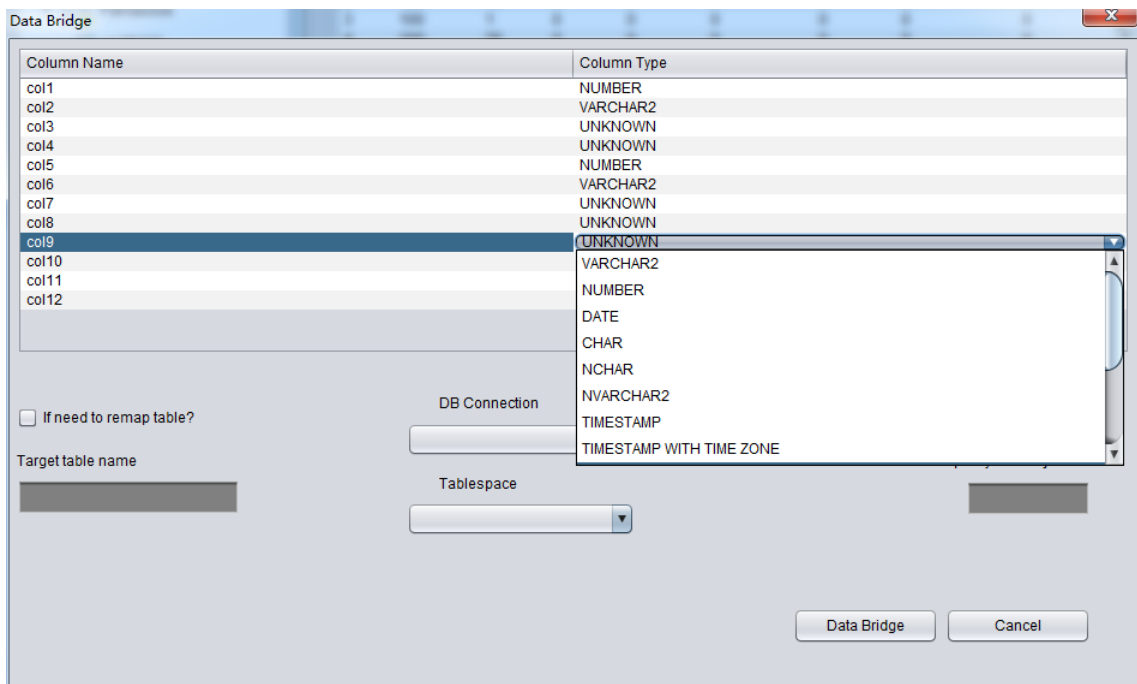 Data Bridge
Column Name Column Type
col1 NUMBER
col2 VARCHAR2
col3 UNKNOWN
col4 UNKNOWN
col5 NUMBER
col6 VARCHAR2
col7 UNKNOWN
col8 UNKNOWN
col9 UNKNOWN
col10
col11
col12
VARCHAR2
NUMBER
DATE
CHAR
NCHAR
NVARCHAR2
TIMESTAMP
TIMESTAMP WITH TIME ZONE
If need to remap table?
DB Connection
Target table name
Tablespace
Data Bridge Cancel